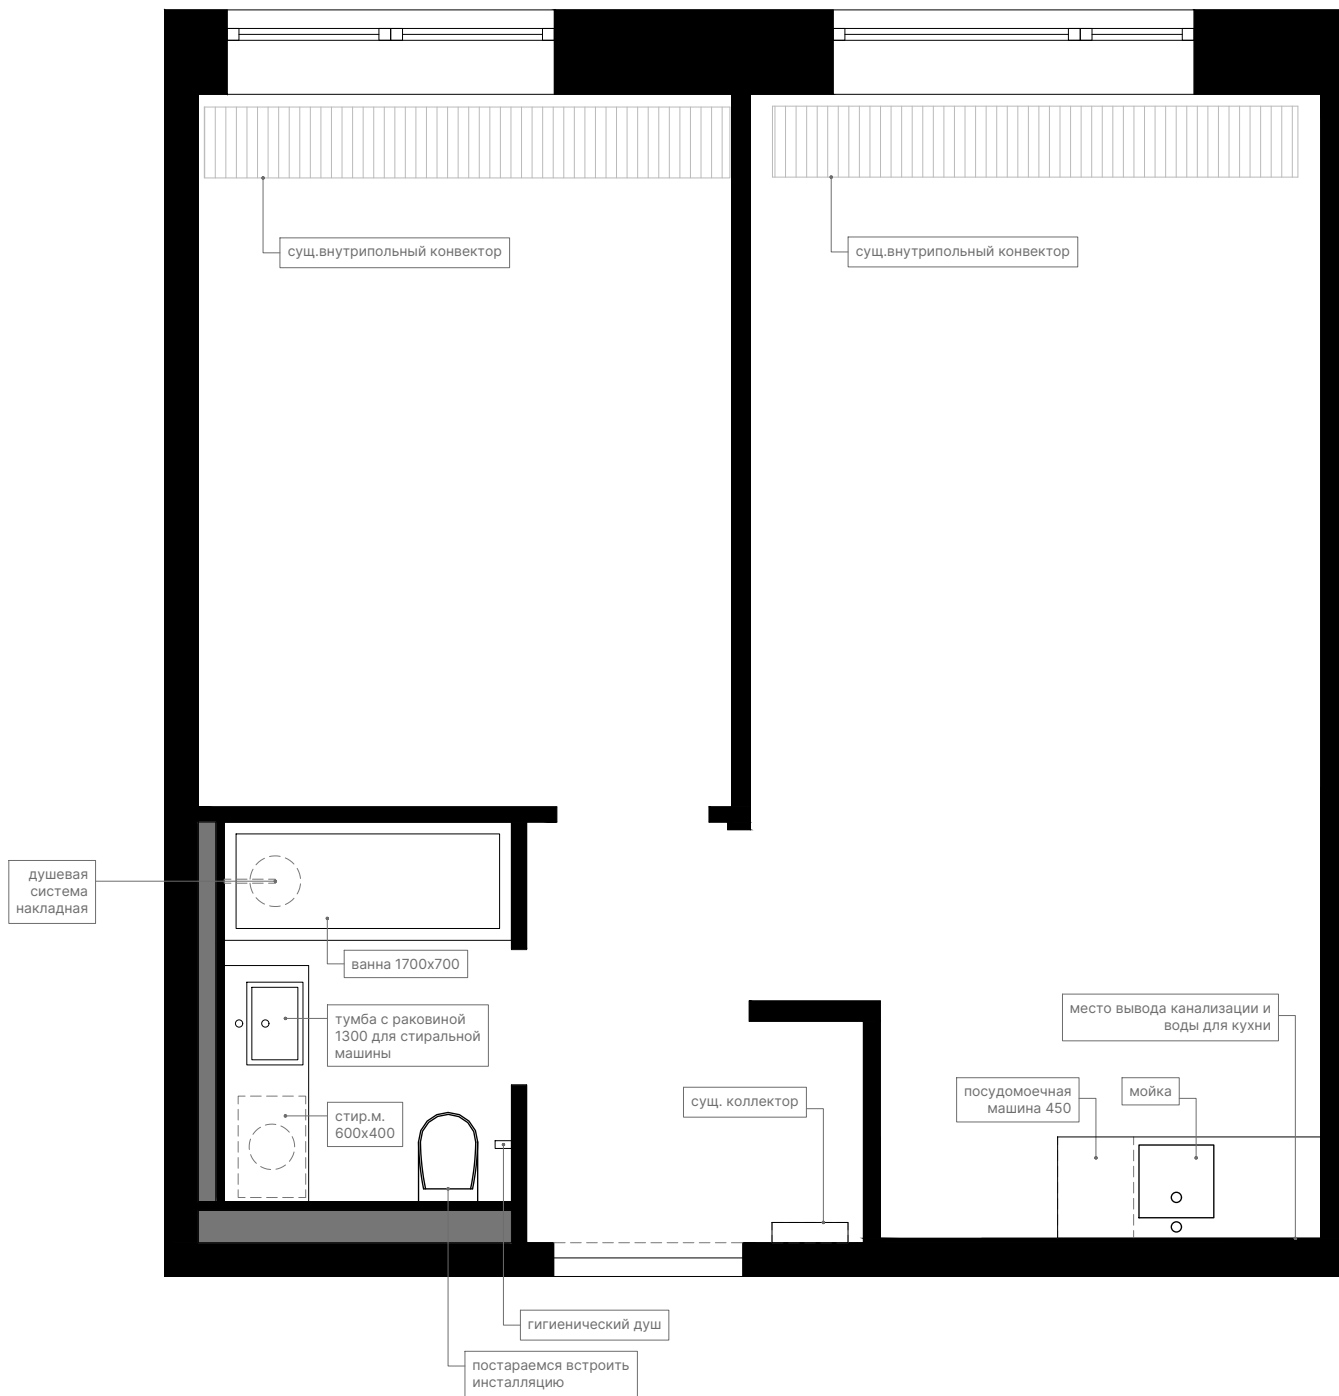 сущ.внутрипольный конвектор
сущ.внутрипольный конвектор
душевая
система
накладная
ванна 1700х700
тумба с раковиной
1300 для стиральной
машины
место вывода канализации и
воды для кухни
посудомоечная
машина 450
мойка
сущ. коллектор
стир.м.
600х400
гигиенический душ
постараемся встроить
инсталляцию